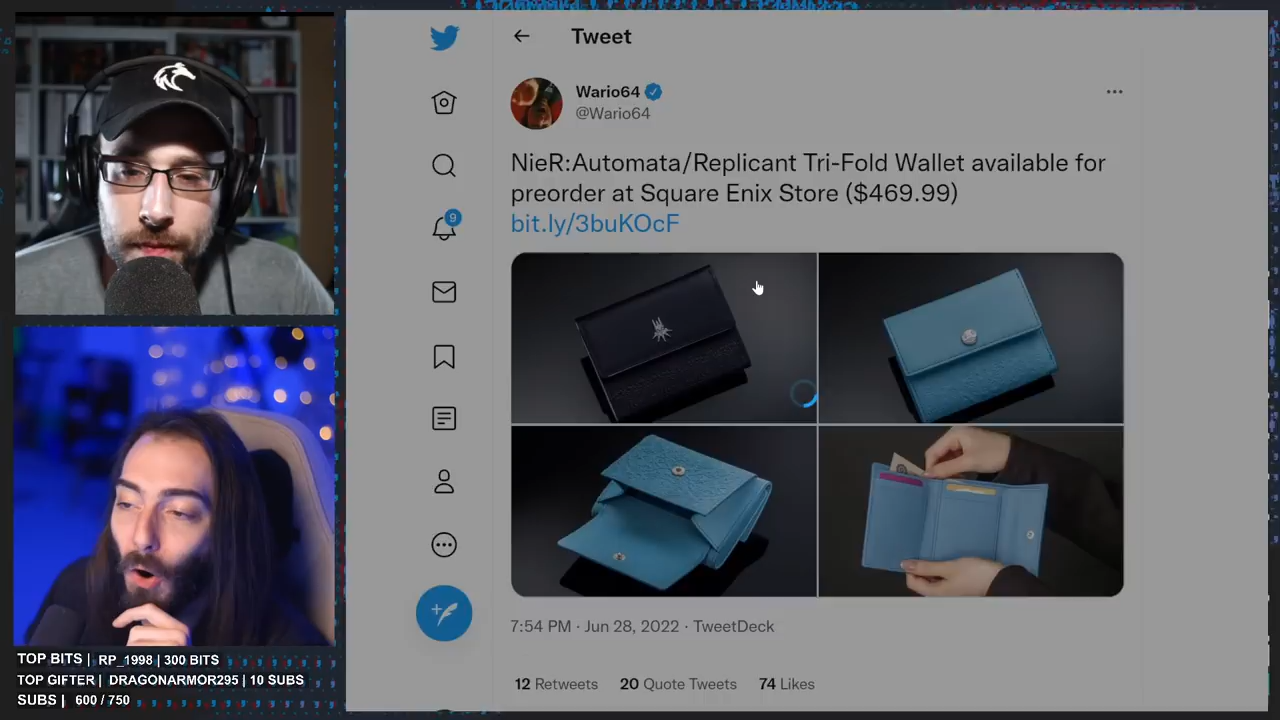 Tweet
Wario64
@Wario64
NieR:Automata/Replicant Tri-Fold Wallet available for
preorder at Square Enix Store ($469.99)
bit.ly/3buKOcF
9
7:54 PM · Jun 28, 2022 · TweetDeck
12 Retweets 20 Quote Tweets 74 Likes
TOP BITS | RP_1998 | 300 BITS
TOP GIFTER | DRAGONARMOR295 | 10 SUBS
SUBS | 600 / 750